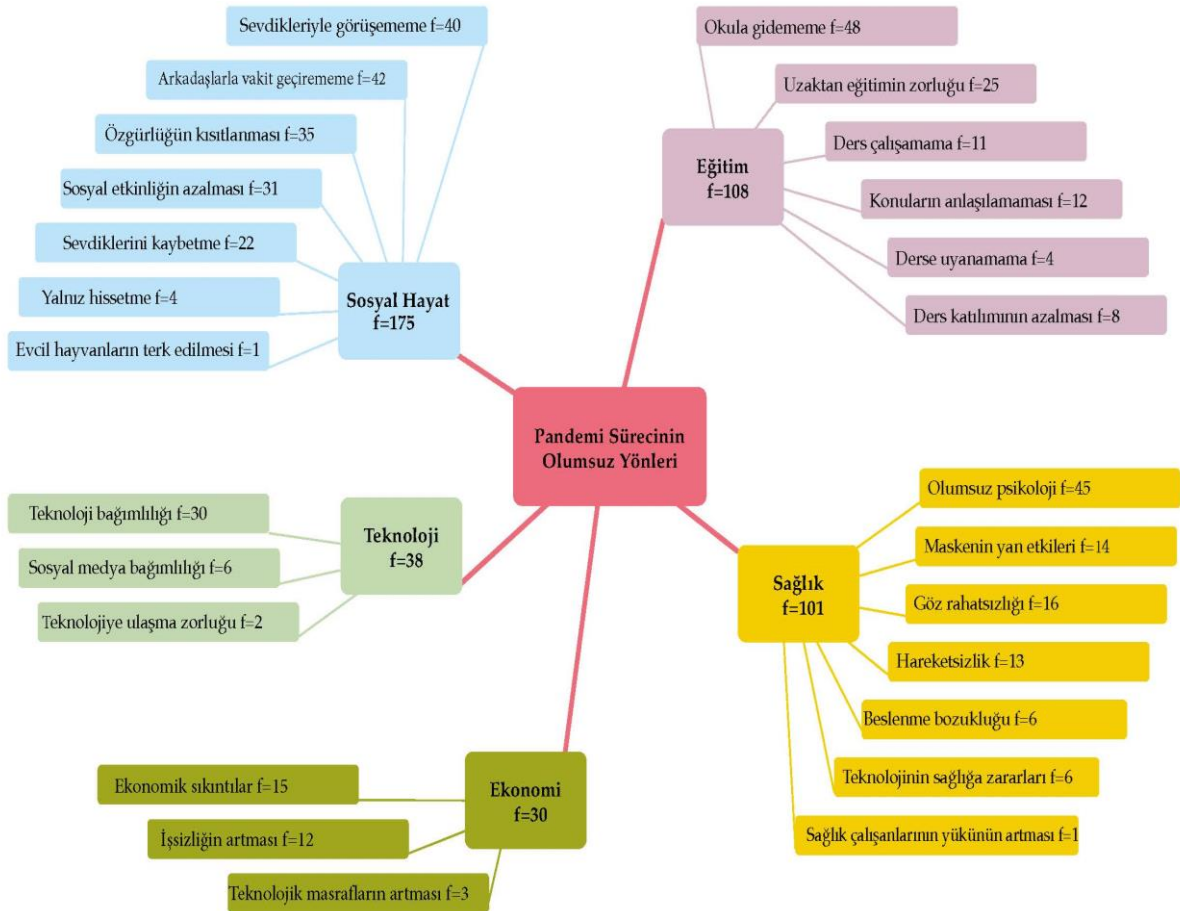 Sevdikleriyle görüşememe f=40
Arkadaşlarla vakit geçirememe f=42
Özgürlüğün kısıtlanması f=35
Sosyal etkinliğin azalması f=31
Sevdiklerini kaybetme f=22
Yalnız hissetme f=4
Evcil hayvanların terk edilmesi f=1
Sosyal Hayat
f=175
Okula gidememe f=48
Uzaktan eğitimin zorluğu f=25
Ders çalışamama f=11
Konuların anlaşılamaması f=12
Derse uyanamama f=4
Ders katılımının azalması f=8
Eğitim
f=108
Pandemi Sürecinin
Olumsuz Yönleri
Teknoloji bağımlılığı f=30
Sosyal medya bağımlılığı f=6
Teknolojiye ulaşma zorluğu f=2
Teknoloji
f=38
Olumsuz psikoloji f=45
Maskenin yan etkileri f=14
Göz rahatsızlığı f=16
Hareketsizlik f=13
Beslenme bozukluğu f=6
Teknolojinin sağlığa zararları f=6
Sağlık çalışanlarının yükünün artması f=1
Sağlık
f=101
Ekonomik sıkıntılar f=15
İşsizliğin artması f=12
Teknolojik masrafların artması f=3
Ekonomi
f=30